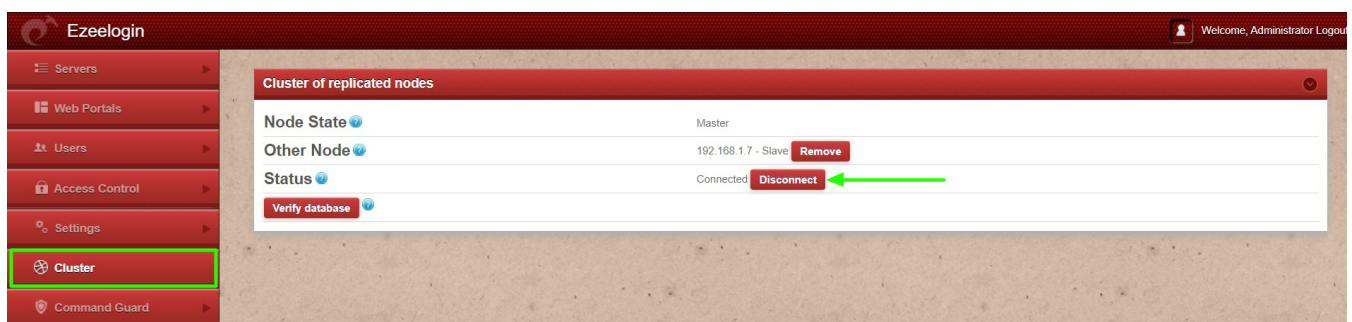 Ezeelogin
Welcome, Administrator Logout
Servers
Web Portals
Users
Access Control
Settings
Cluster
Command Guard
Cluster of replicated nodes
Node State ? Master
Other Node ? 192.168.1.7 - Slave Remove
Status ? Connected Disconnect
Verify database ?